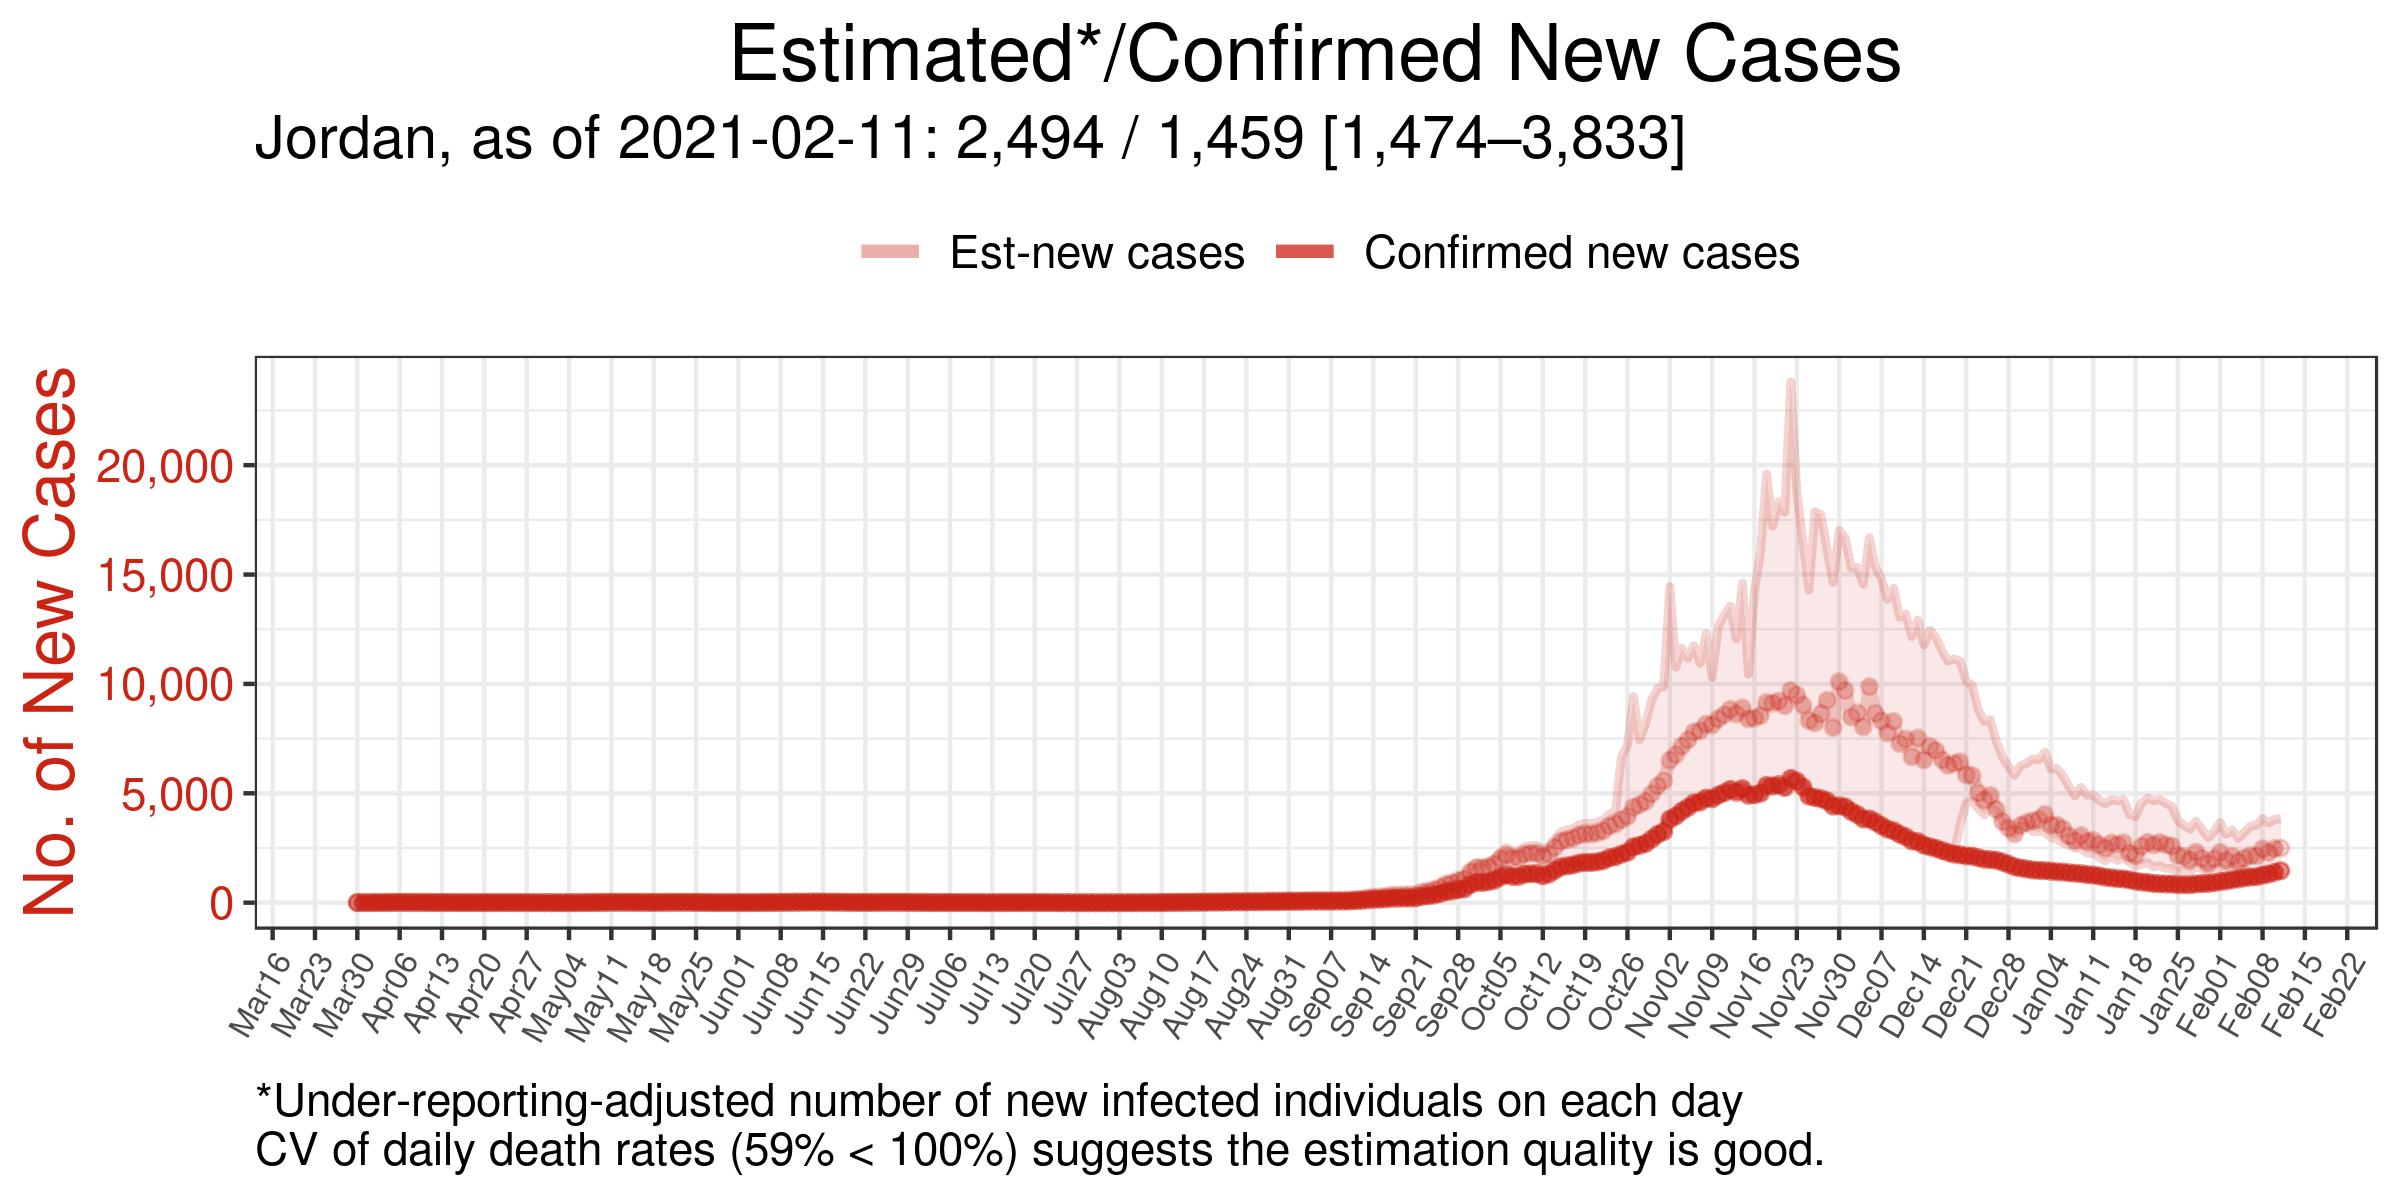 Estimated*/Confirmed New Cases
Jordan, as of 2021-02-11: 2,494 / 1,459 [1,474–3,833]
Est-new cases Confirmed new cases
No. of New Cases
20,000
15,000
10,000
5,000
0
Mar16 Mar23 Mar30 Apr06 Apr13 Apr20 Apr27 May04 May11 May18 May25 Jun01 Jun08 Jun15 Jun22 Jun29 Jul06 Jul13 Jul20 Jul27 Aug03 Aug10 Aug17 Aug24 Aug31 Sep07 Sep14 Sep21 Sep28 Oct05 Oct12 Oct19 Oct26 Nov02 Nov09 Nov16 Nov23 Nov30 Dec07 Dec14 Dec21 Dec28 Jan04 Jan11 Jan18 Jan25 Feb01 Feb08 Feb15 Feb22
*Under-reporting-adjusted number of new infected individuals on each day
CV of daily death rates (59% < 100%) suggests the estimation quality is good.